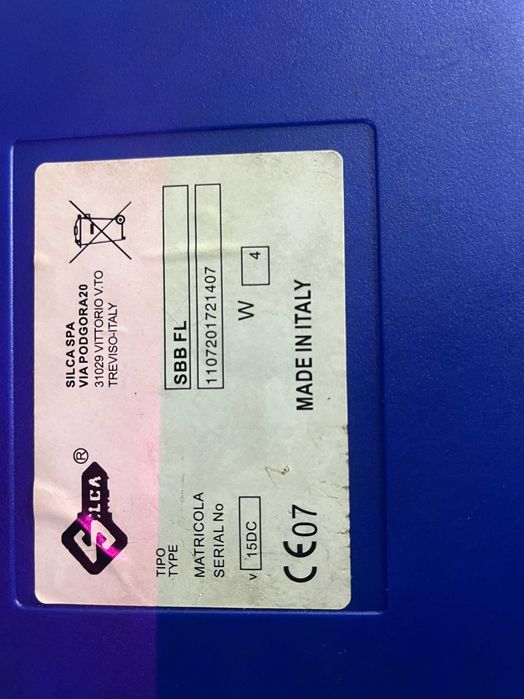 SILCA ®
SILCA SPA
VIA PODGORA20
31029 VITTORIO V.TO
TREVISO-ITALY
TIPO
TYPE
SBB FL
MATRICOLA
SERIAL No
1107201721407
V 15DC
W 4
CE07
MADE IN ITALY